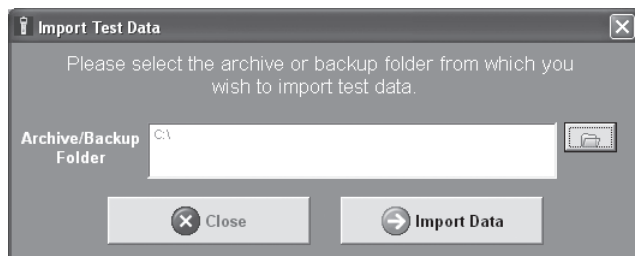 Import Test Data
Please select the archive or backup folder from which you
wish to import test data.
Archive/Backup
Folder
C:\
Close
Import Data